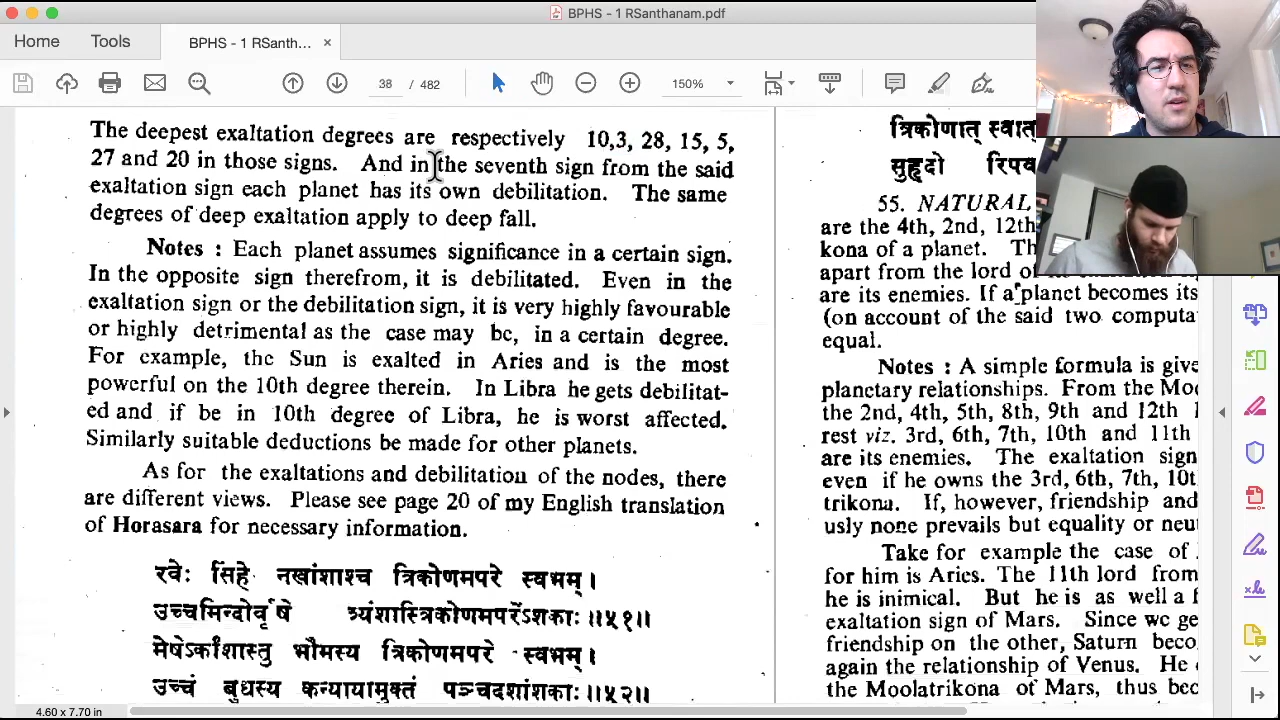 BPHS - 1 RSanthanam.pdf
Home
Tools
BPHS - 1 RSanth...
×
38 / 482
150%
The deepest exaltation degrees are respectively 10,3, 28, 15, 5,
27 and 20 in those signs. And in the seventh sign from the said
exaltation sign each planet has its own debilitation. The same
degrees of deep exaltation apply to deep fall.
Notes : Each planet assumes significance in a certain sign.
In the opposite sign therefrom, it is debilitated. Even in the
exaltation sign or the debilitation sign, it is very highly favourable
or highly detrimental as the case may bc, in a certain degree.
For example, the Sun is exalted in Aries and is the most
powerful on the 10th degree therein. In Libra he gets debilitat-
ed and if be in 10th degree of Libra, he is worst affected.
Similarly suitable deductions be made for other planets.
As for the exaltations and debilitation of the nodes, there
are different views. Please see page 20 of my English translation
of Horasara for necessary information.
रवेः सिंहे नखांशाश्च त्रिकोणमपरे स्वभम् ।
उच्चमिन्दोर्वृषे त्र्यंशास्त्रिकोणमपरेंऽशकाः ॥५१॥
मेषेऽर्कांशास्तु भौमस्य त्रिकोणमपरे स्वभम् ।
उच्चं बुधस्य कन्यायामुक्तं पञ्चदशांशकाः ॥५२॥
त्रिकोणात् स्वात्
सुहृदो रिपव
55. NATURAL
are the 4th, 2nd, 12th
kona of a planet. Th
apart from the lord of
are its enemies. If a planet becomes its
(on account of the said two computa
equal.
Notes : A simple formula is give
planetary relationships. From the Moo
the 2nd, 4th, 5th, 8th, 9th and 12th
rest viz. 3rd, 6th, 7th, 10th and 11th
are its enemies. The exaltation sign
even if he owns the 3rd, 6th, 7th, 10t
trikona. If, however, friendship and
usly none prevails but equality or neu
Take for example the case of
for him is Aries. The 11th lord from
he is inimical. But he is as well a f
exaltation sign of Mars. Since we ge
friendship on the other, Saturn beco
again the relationship of Venus. He
the Moolatrikona of Mars, thus bec
4.60 x 7.70 in